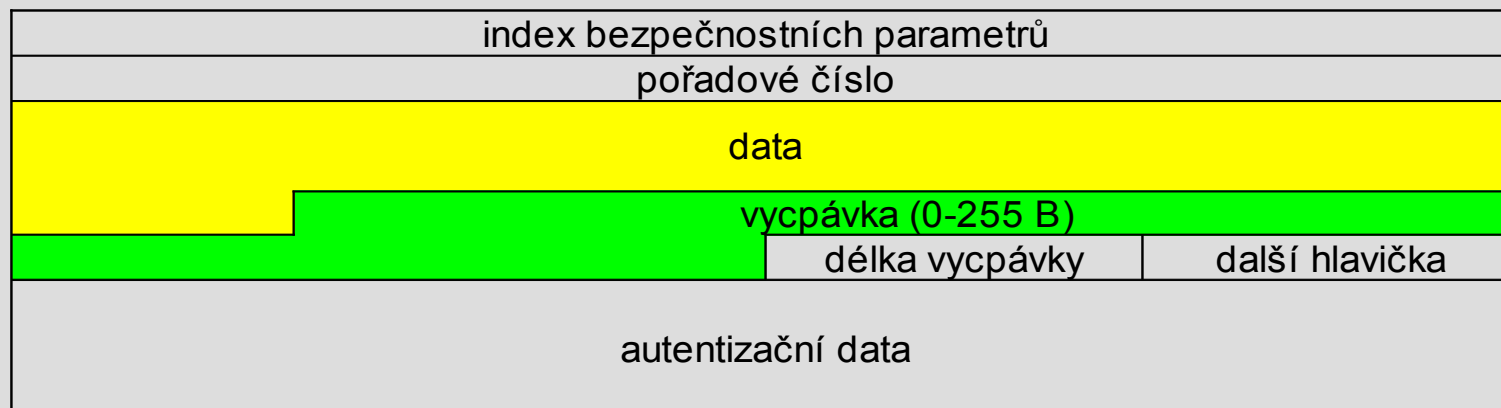 index bezpečnostních parametrů
pořadové číslo
data
vycpávka (0-255 B)
délka vycpávky
další hlavička
autentizační data